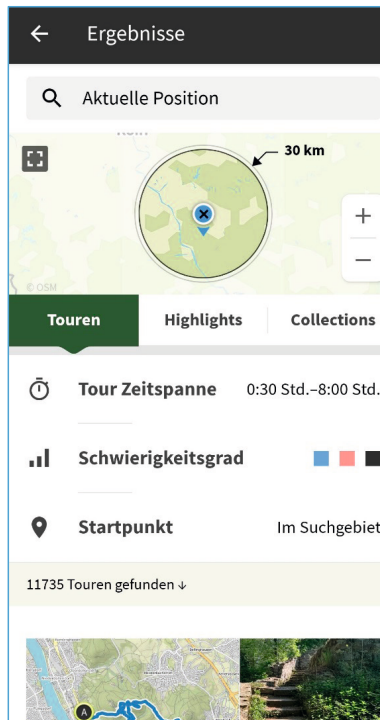 Ergebnisse
Aktuelle Position
30 km
© OSM
Touren Highlights Collections
Tour Zeitspanne 0:30 Std.–8:00 Std.
Schwierigkeitsgrad
Startpunkt Im Suchgebiet
11735 Touren gefunden ↓
A